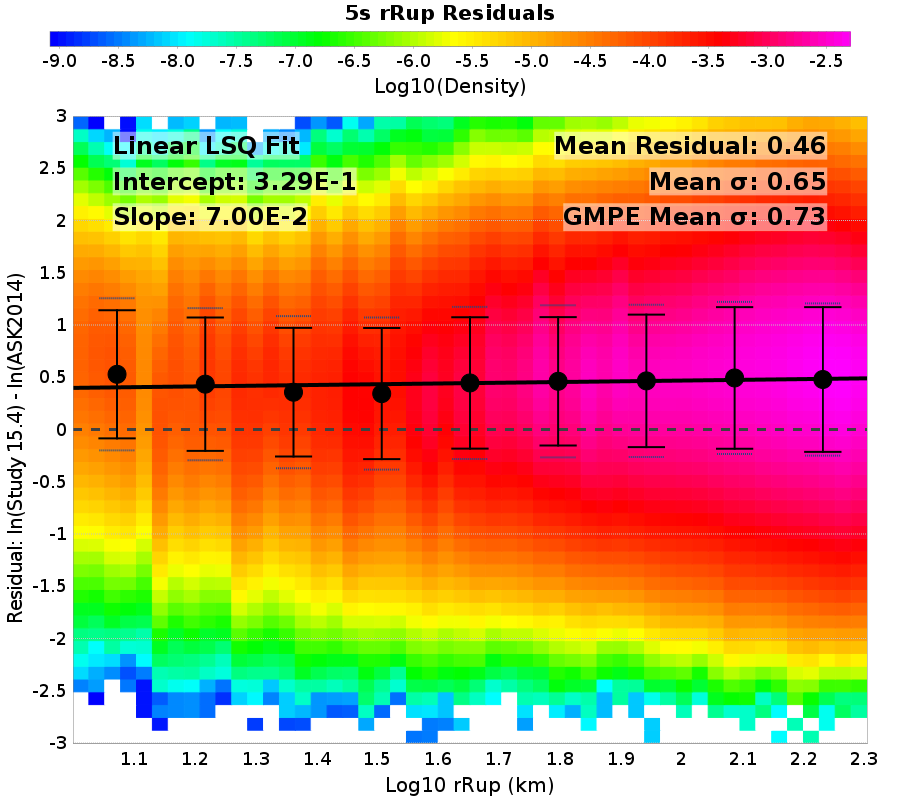 5s rRup Residuals
-9.0 -8.5 -8.0 -7.5 -7.0 -6.5 -6.0 -5.5 -5.0 -4.5 -4.0 -3.5 -3.0 -2.5
Log10(Density)
Linear LSQ Fit
Intercept: 3.29E-1
Slope: 7.00E-2
Mean Residual: 0.46
Mean σ: 0.65
GMPE Mean σ: 0.73
Residual: ln(Study 15.4) - ln(ASK2014)
3
2.5
2
1.5
1
0.5
0
-0.5
-1
-1.5
-2
-2.5
-3
1.1 1.2 1.3 1.4 1.5 1.6 1.7 1.8 1.9 2 2.1 2.2 2.3
Log10 rRup (km)